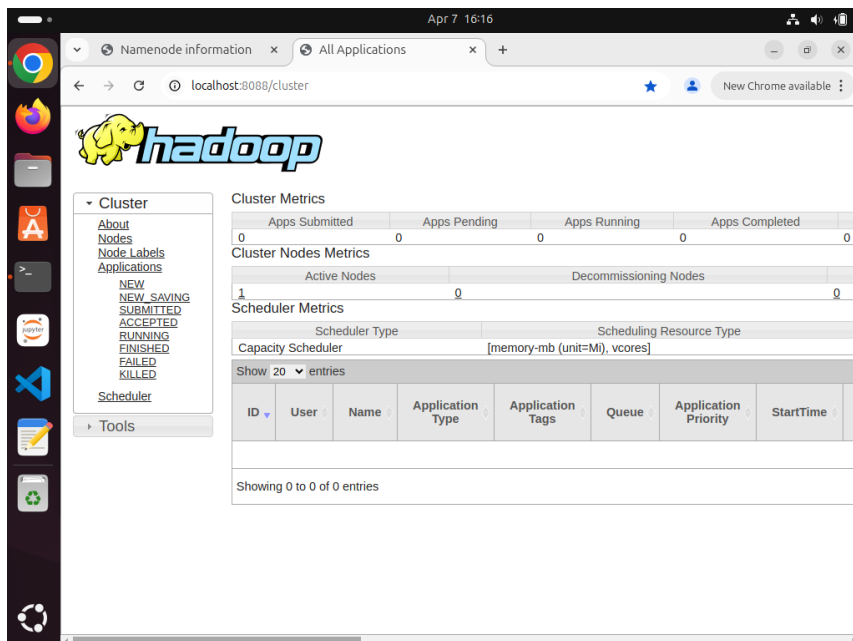 Apr 7 16:16
Namenode information
All Applications
localhost:8088/cluster
New Chrome available
hadoop
Cluster
About
Nodes
Node Labels
Applications
NEW
NEW_SAVING
SUBMITTED
ACCEPTED
RUNNING
FINISHED
FAILED
KILLED
Scheduler
Tools
Cluster Metrics
Apps Submitted Apps Pending Apps Running Apps Completed
0 0 0 0 0
Cluster Nodes Metrics
Active Nodes Decommissioning Nodes
1 0 0
Scheduler Metrics
Scheduler Type Scheduling Resource Type
Capacity Scheduler [memory-mb (unit=Mi), vcores]
Show 20 entries
ID User Name Application Type Application Tags Queue Application Priority StartTime
Showing 0 to 0 of 0 entries
jupyter